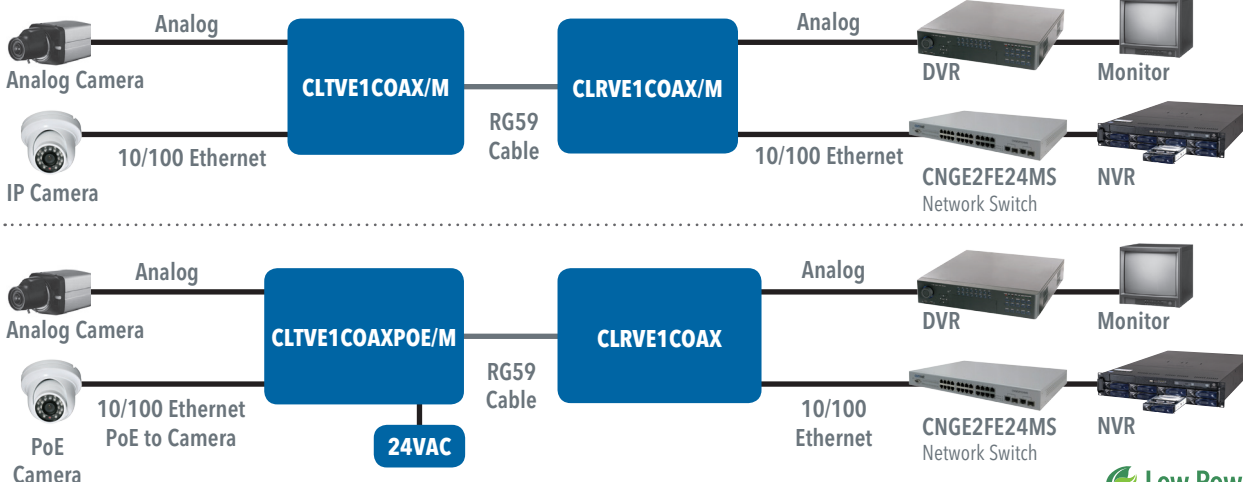 Analog
Analog
Analog Camera
CLTVE1COAX/M
CLRVE1COAX/M
DVR
Monitor
RG59
Cable
10/100 Ethernet
10/100 Ethernet
IP Camera
CNGE2FE24MS
Network Switch
NVR
Analog
Analog
Analog Camera
CLTVE1COAXPOE/M
CLRVE1COAX
DVR
Monitor
RG59
Cable
10/100 Ethernet
PoE to Camera
10/100
Ethernet
PoE
Camera
24VAC
CNGE2FE24MS
Network Switch
NVR
Low Pow